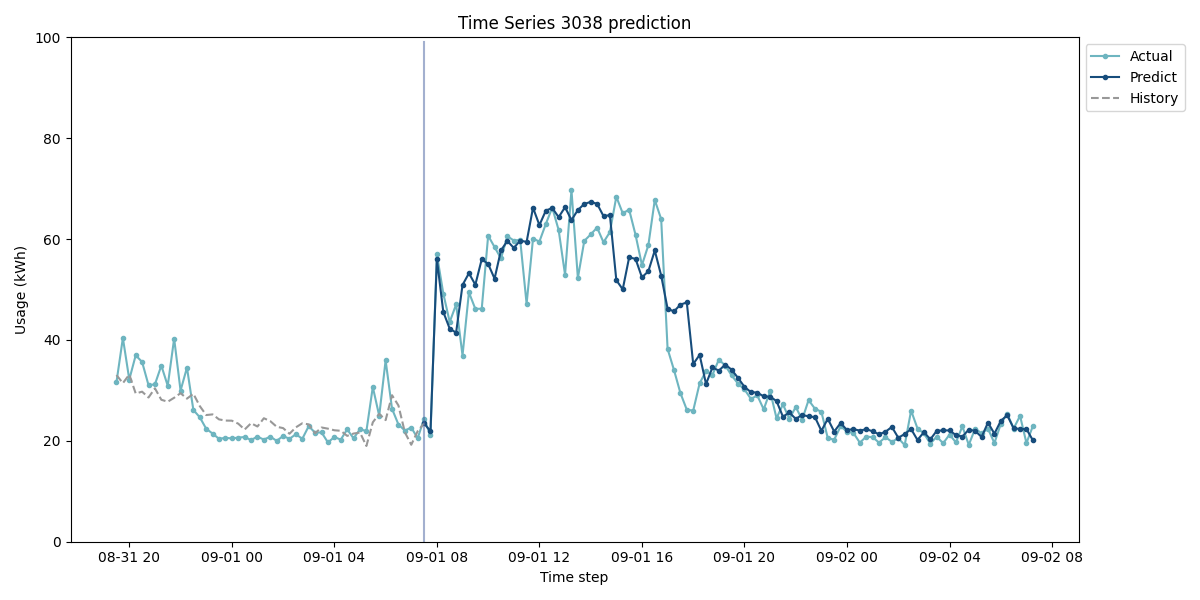 Time Series 3038 prediction
Actual
Predict
History
Usage (kWh)
100
80
60
40
20
0
08-31 20
09-01 00
09-01 04
09-01 08
09-01 12
09-01 16
09-01 20
09-02 00
09-02 04
09-02 08
Time step